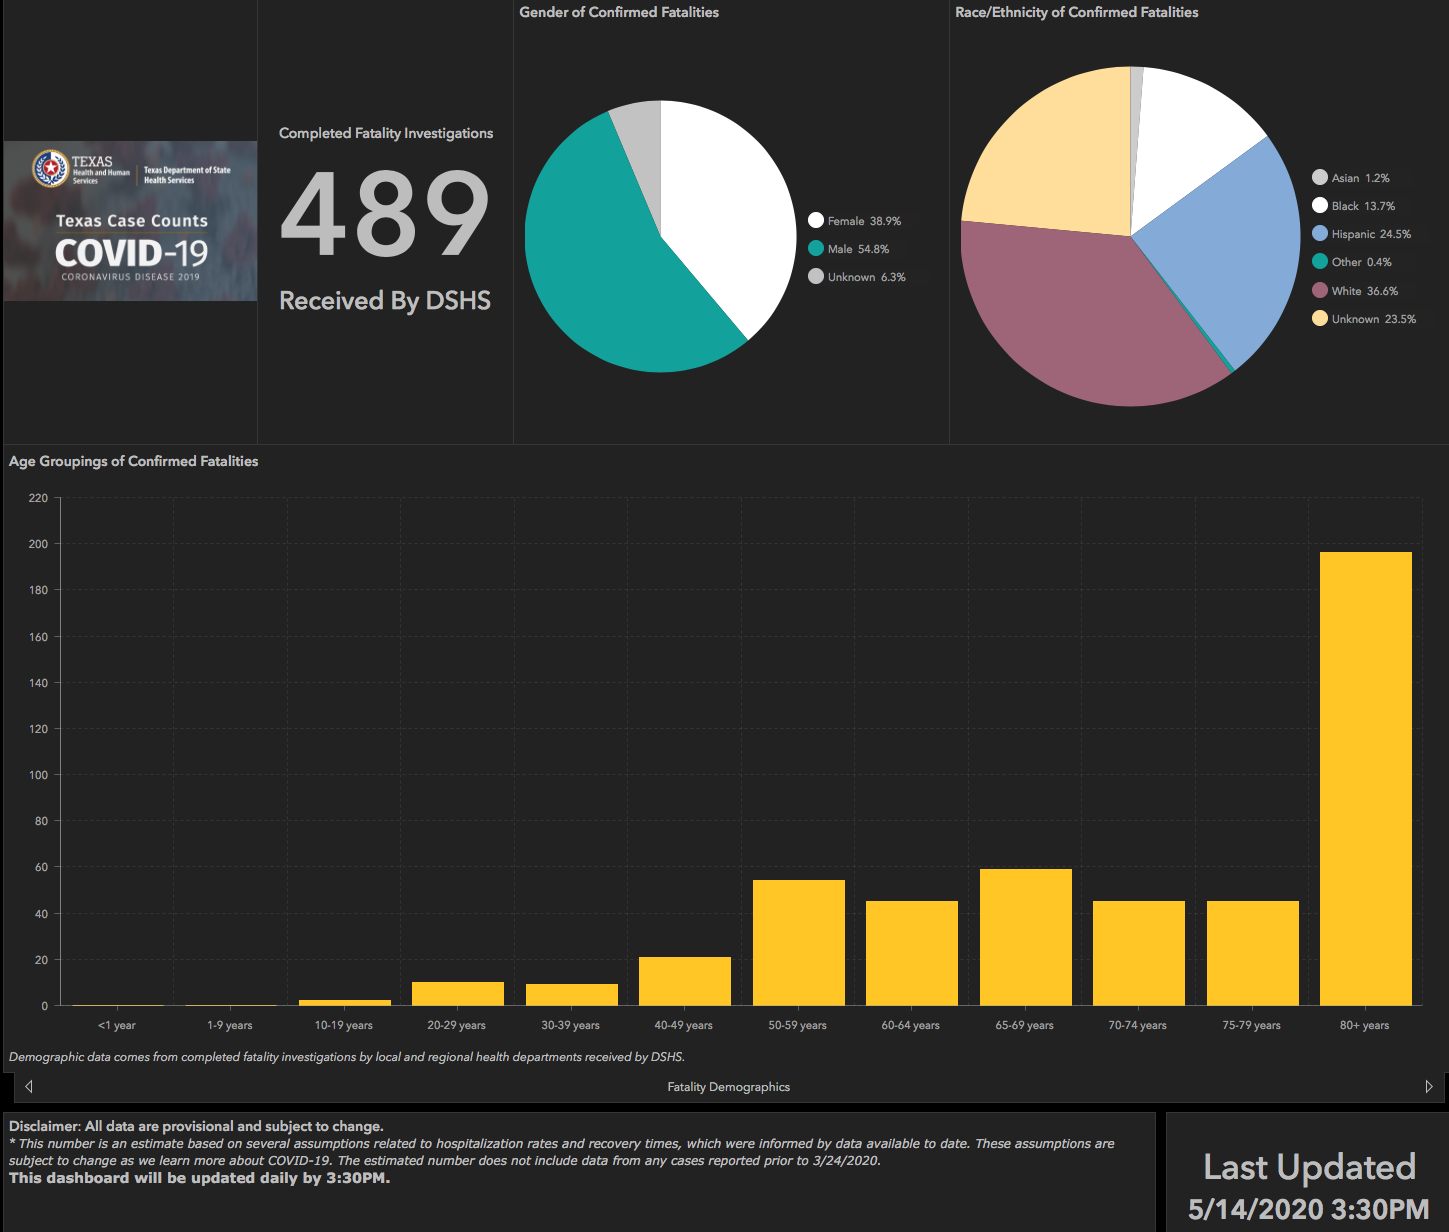 TEXAS
Health and Human
Services
Texas Department of State
Health Services
Texas Case Counts
COVID-19
CORONAVIRUS DISEASE 2019
Completed Fatality Investigations
489
Received By DSHS
Gender of Confirmed Fatalities
Female 38.9%
Male 54.8%
Unknown 6.3%
Race/Ethnicity of Confirmed Fatalities
Asian 1.2%
Black 13.7%
Hispanic 24.5%
Other 0.4%
White 36.6%
Unknown 23.5%
Age Groupings of Confirmed Fatalities
220
200
180
160
140
120
100
80
60
40
20
0
<1 year 1-9 years 10-19 years 20-29 years 30-39 years 40-49 years 50-59 years 60-64 years 65-69 years 70-74 years 75-79 years 80+ years
Demographic data comes from completed fatality investigations by local and regional health departments received by DSHS.
Fatality Demographics
Disclaimer: All data are provisional and subject to change.
* This number is an estimate based on several assumptions related to hospitalization rates and recovery times, which were informed by data available to date. These assumptions are
subject to change as we learn more about COVID-19. The estimated number does not include data from any cases reported prior to 3/24/2020.
This dashboard will be updated daily by 3:30PM.
Last Updated
5/14/2020 3:30PM